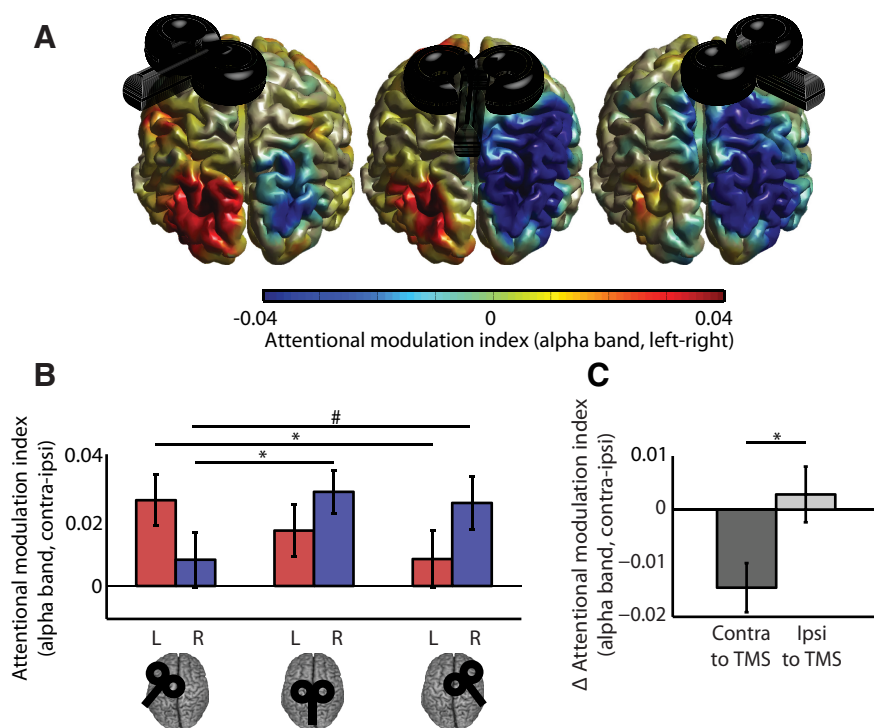 A
-0.04 0 0.04
Attentional modulation index (alpha band, left-right)
B
Attentional modulation index
(alpha band, contra-ipsi)
0.04
0.02
0
#
*
*
L R L R L R
C
Δ Attentional modulation index
(alpha band, contra-ipsi)
0.01
0
−0.01
−0.02
*
Contra
to TMS
Ipsi
to TMS